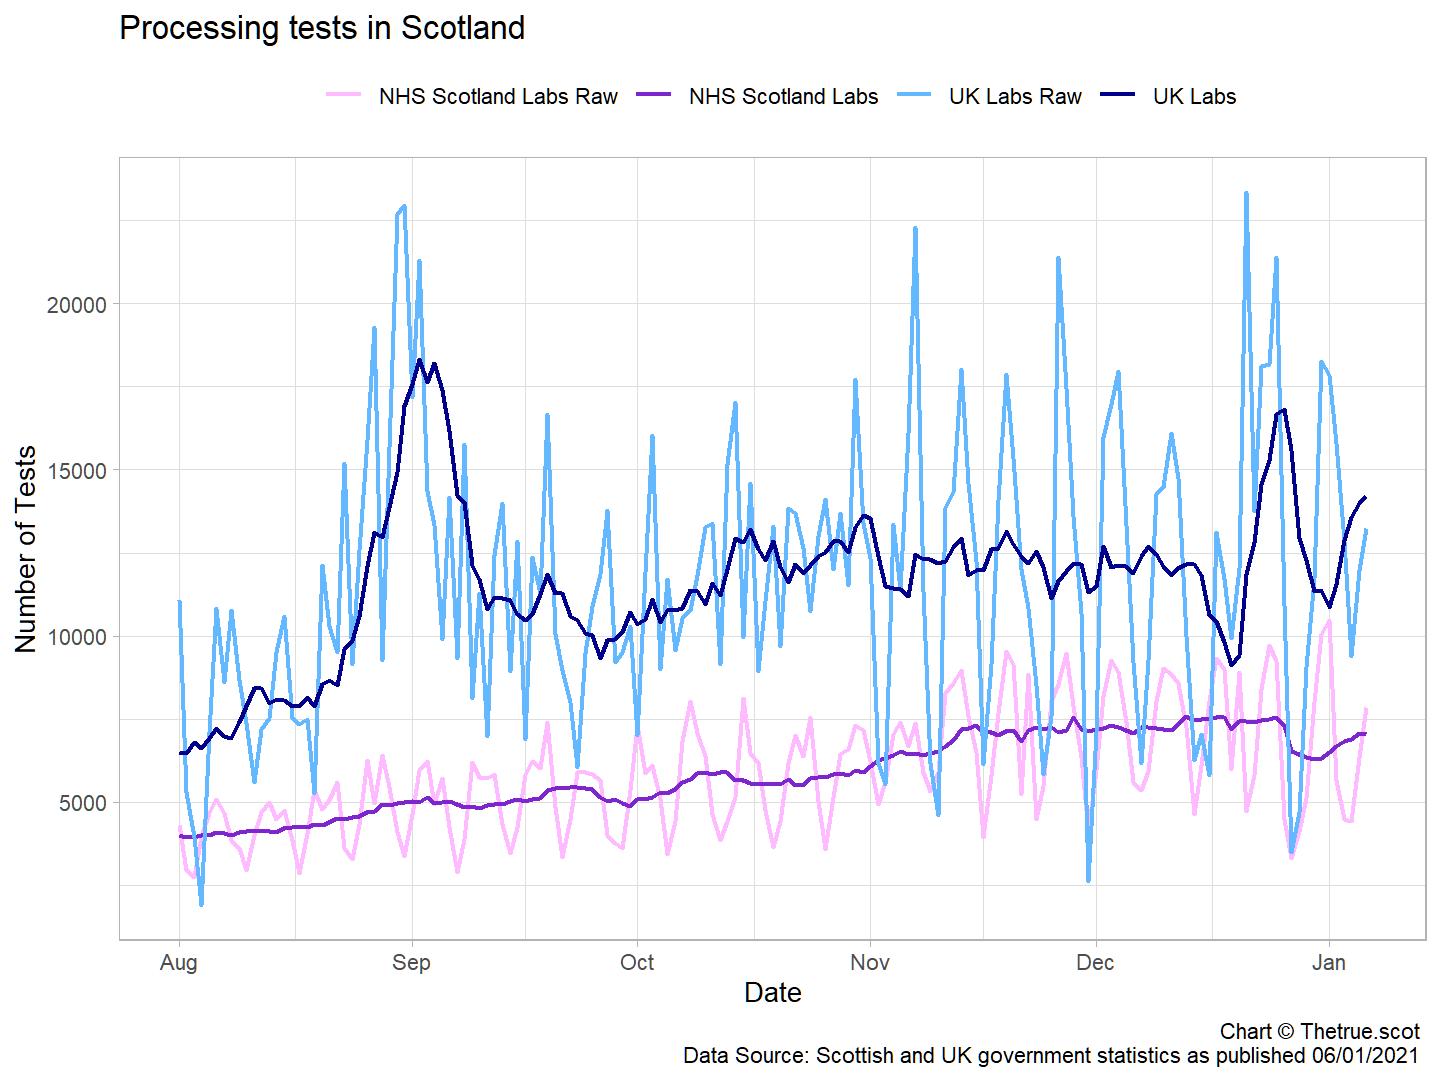 Processing tests in Scotland
NHS Scotland Labs Raw NHS Scotland Labs UK Labs Raw UK Labs
20000
15000
10000
5000
Number of Tests
Aug Sep Oct Nov Dec Jan
Date
Chart © Thetrue.scot
Data Source: Scottish and UK government statistics as published 06/01/2021